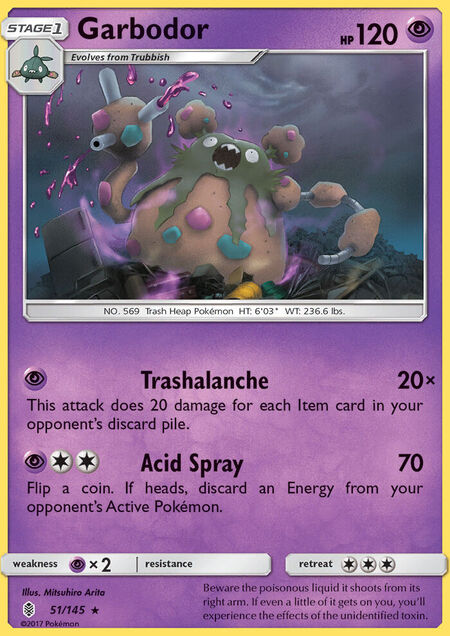 STAGE 1 Garbodor HP 120
Evolves from Trubbish
NO. 569 Trash Heap Pokémon HT: 6'03" WT: 236.6 lbs.
Trashalanche 20×
This attack does 20 damage for each Item card in your
opponent's discard pile.
Acid Spray 70
Flip a coin. If heads, discard an Energy from your
opponent's Active Pokémon.
weakness ×2 resistance retreat
Illus. Mitsuhiro Arita
51/145 ★
©2017 Pokémon
Beware the poisonous liquid it shoots from its
right arm. If even a little of it gets on you, you'll
experience the effects of the unidentified toxin.